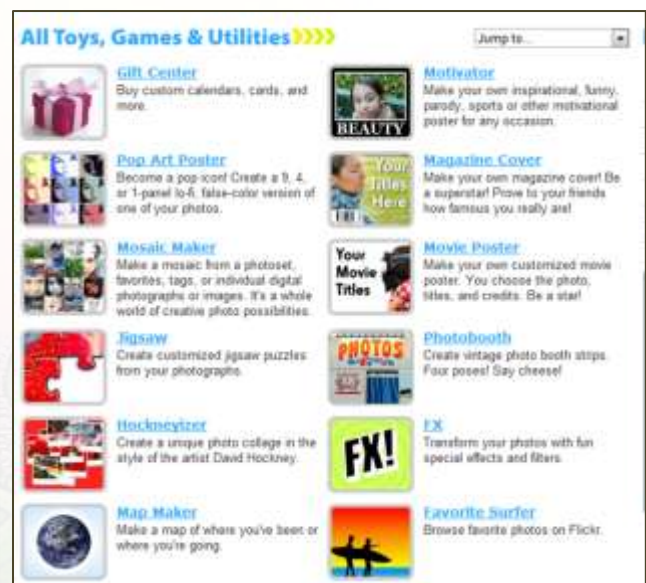 All Toys, Games & Utilities
Jump to...
Gift Center
Buy custom calendars, cards, and
more.
Motivator
Make your own inspirational, funny,
parody, sports or other motivational
poster for any occasion.
BEAUTY
Pop Art Poster
Become a pop icon! Create a 9, 4,
or 1-panel lo-fi, false-color version of
one of your photos.
Magazine Cover
Make your own magazine cover! Be
a superstar! Prove to your friends
how famous you really are!
Your
Titles
Here
Mosaic Maker
Make a mosaic from a photoset,
favorites, tags, or individual digital
photographs or images. It's a whole
world of creative photo possibilities.
Your
Movie
Titles
Movie Poster
Make your own customized movie
poster. You choose the photo,
titles, and credits. Be a star!
Jigsaw
Create customized jigsaw puzzles
from your photographs.
PHOTOS
Photobooth
Create vintage photo booth strips.
Four poses! Say cheese!
Hockneyizer
Create a unique photo collage in the
style of the artist David Hockney.
FX!
FX
Transform your photos with fun
special effects and filters.
Map Maker
Make a map of where you've been or
where you're going.
Favorite Surfer
Browse favorite photos on Flickr.